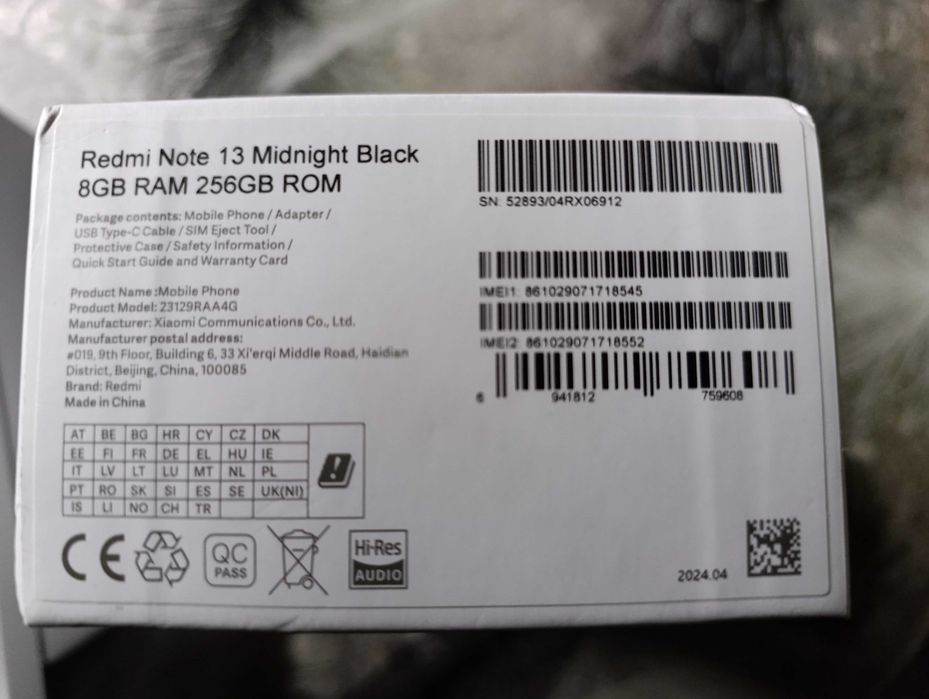 Redmi Note 13 Midnight Black
8GB RAM 256GB ROM
Package contents: Mobile Phone / Adapter /
USB Type-C Cable / SIM Eject Tool /
Protective Case / Safety Information /
Quick Start Guide and Warranty Card
Product Name :Mobile Phone
Product Model: 23129RAA4G
Manufacturer: Xiaomi Communications Co., Ltd.
Manufacturer postal address:
#019, 9th Floor, Building 6, 33 Xi'erqi Middle Road, Haidian
District, Beijing, China, 100085
Brand: Redmi
Made in China
AT BE BG HR CY CZ DK
EE FI FR DE EL HU IE
IT LV LT LU MT NL PL
PT RO SK SI ES SE UK(NI)
IS LI NO CH TR
CE
QC
PASS
Hi-Res
AUDIO
SN: 52893/04RX06912
IMEI1: 861029071718545
IMEI2: 861029071718552
6 941812 759608
2024.04